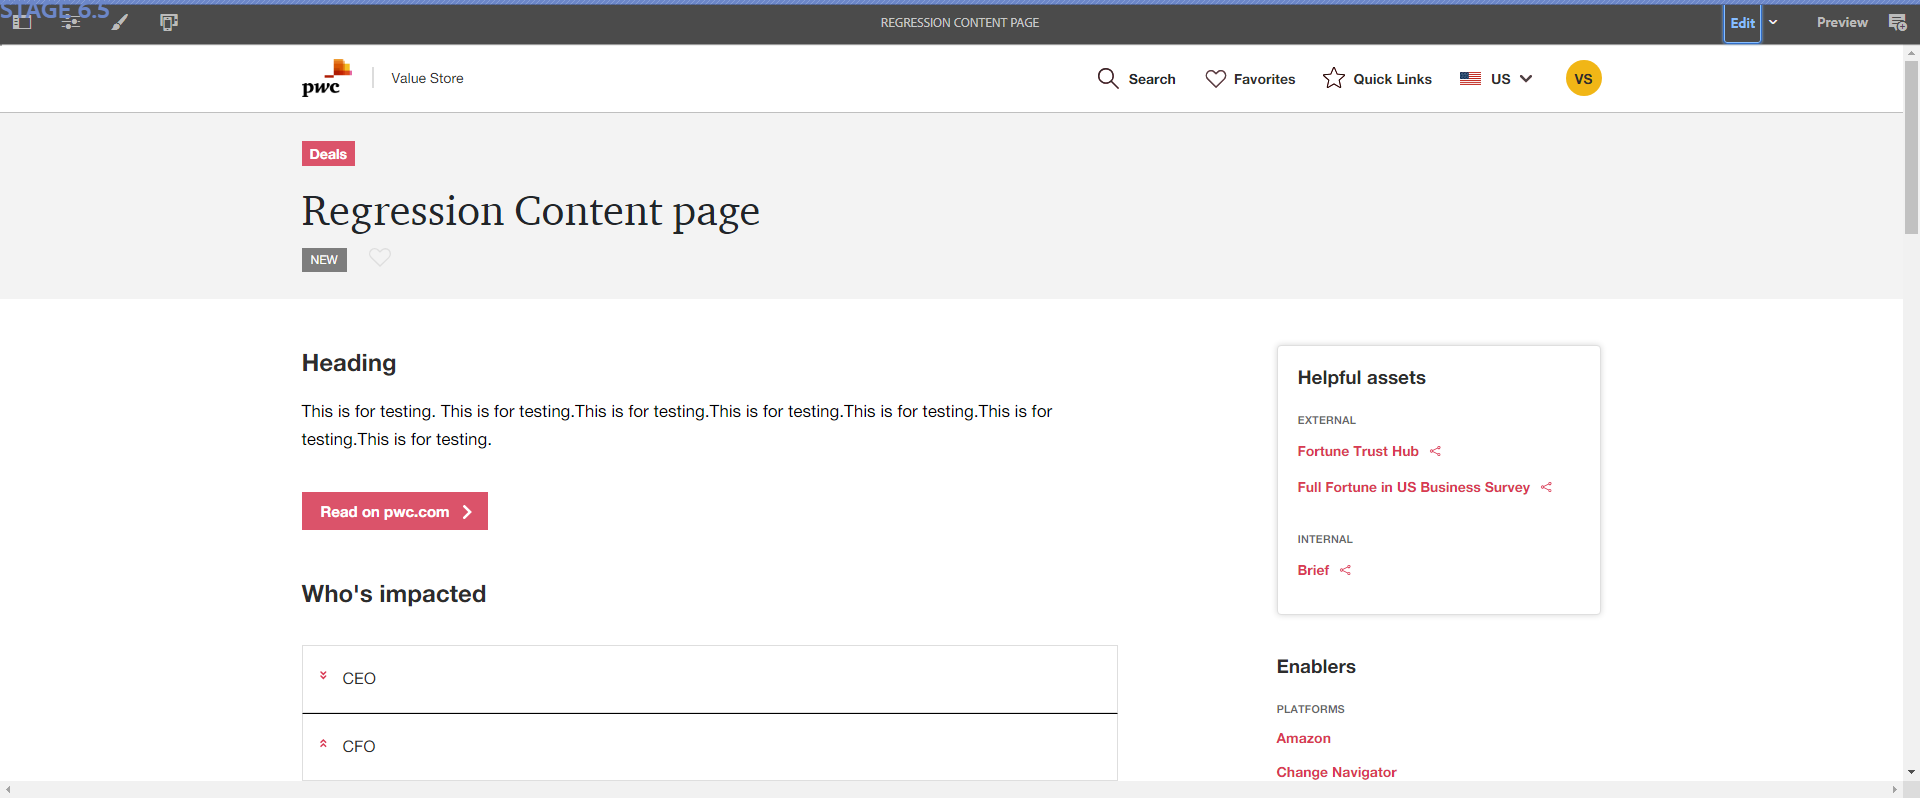 STAGE 6.5
REGRESSION CONTENT PAGE
Edit
Preview
pwc
Value Store
Search
Favorites
Quick Links
US
VS
Deals
Regression Content page
NEW
Heading
This is for testing. This is for testing.This is for testing.This is for testing.This is for testing.This is for
testing.This is for testing.
Read on pwc.com
Who's impacted
CEO
CFO
Helpful assets
EXTERNAL
Fortune Trust Hub
Full Fortune in US Business Survey
INTERNAL
Brief
Enablers
PLATFORMS
Amazon
Change Navigator